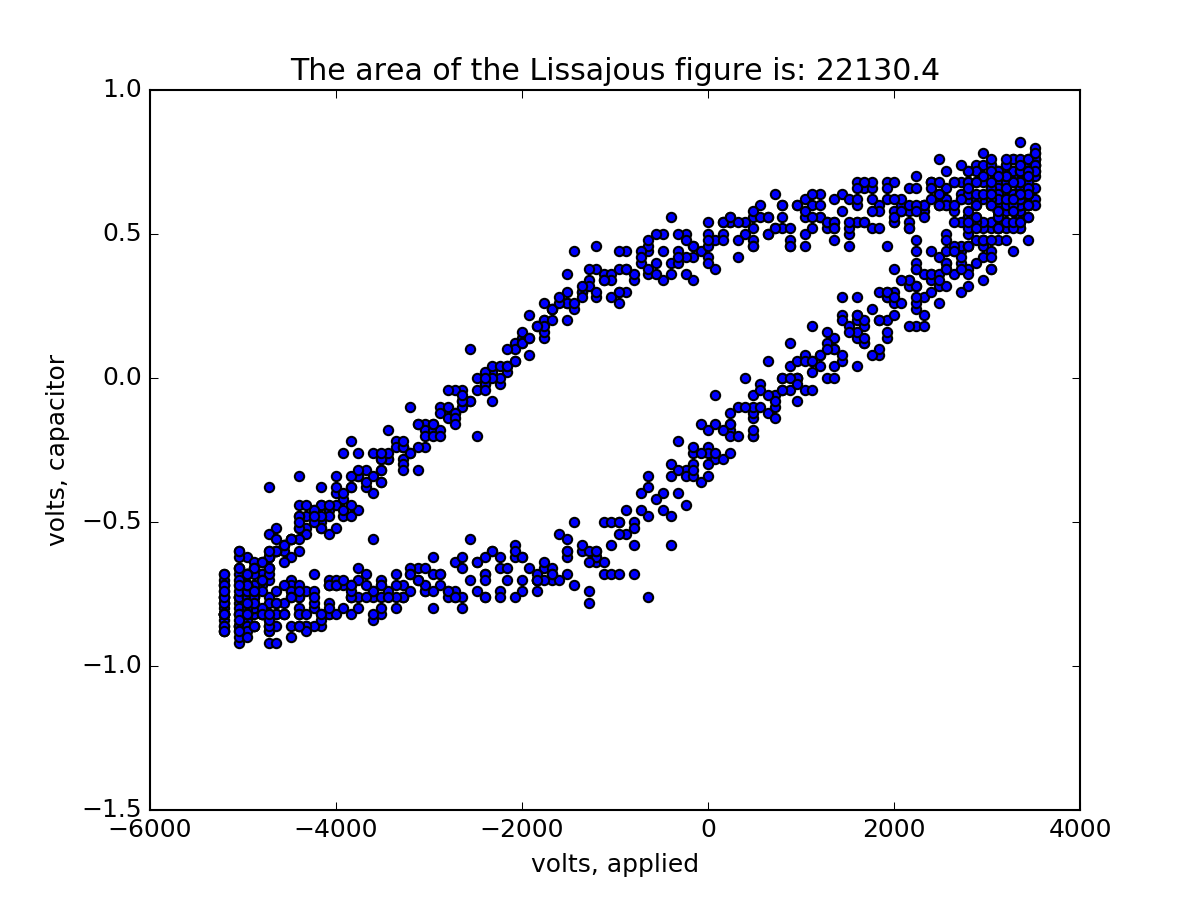 The area of the Lissajous figure is: 22130.4
1.0
0.5
0.0
−0.5
−1.0
−1.5
volts, capacitor
−6000 −4000 −2000 0 2000 4000
volts, applied